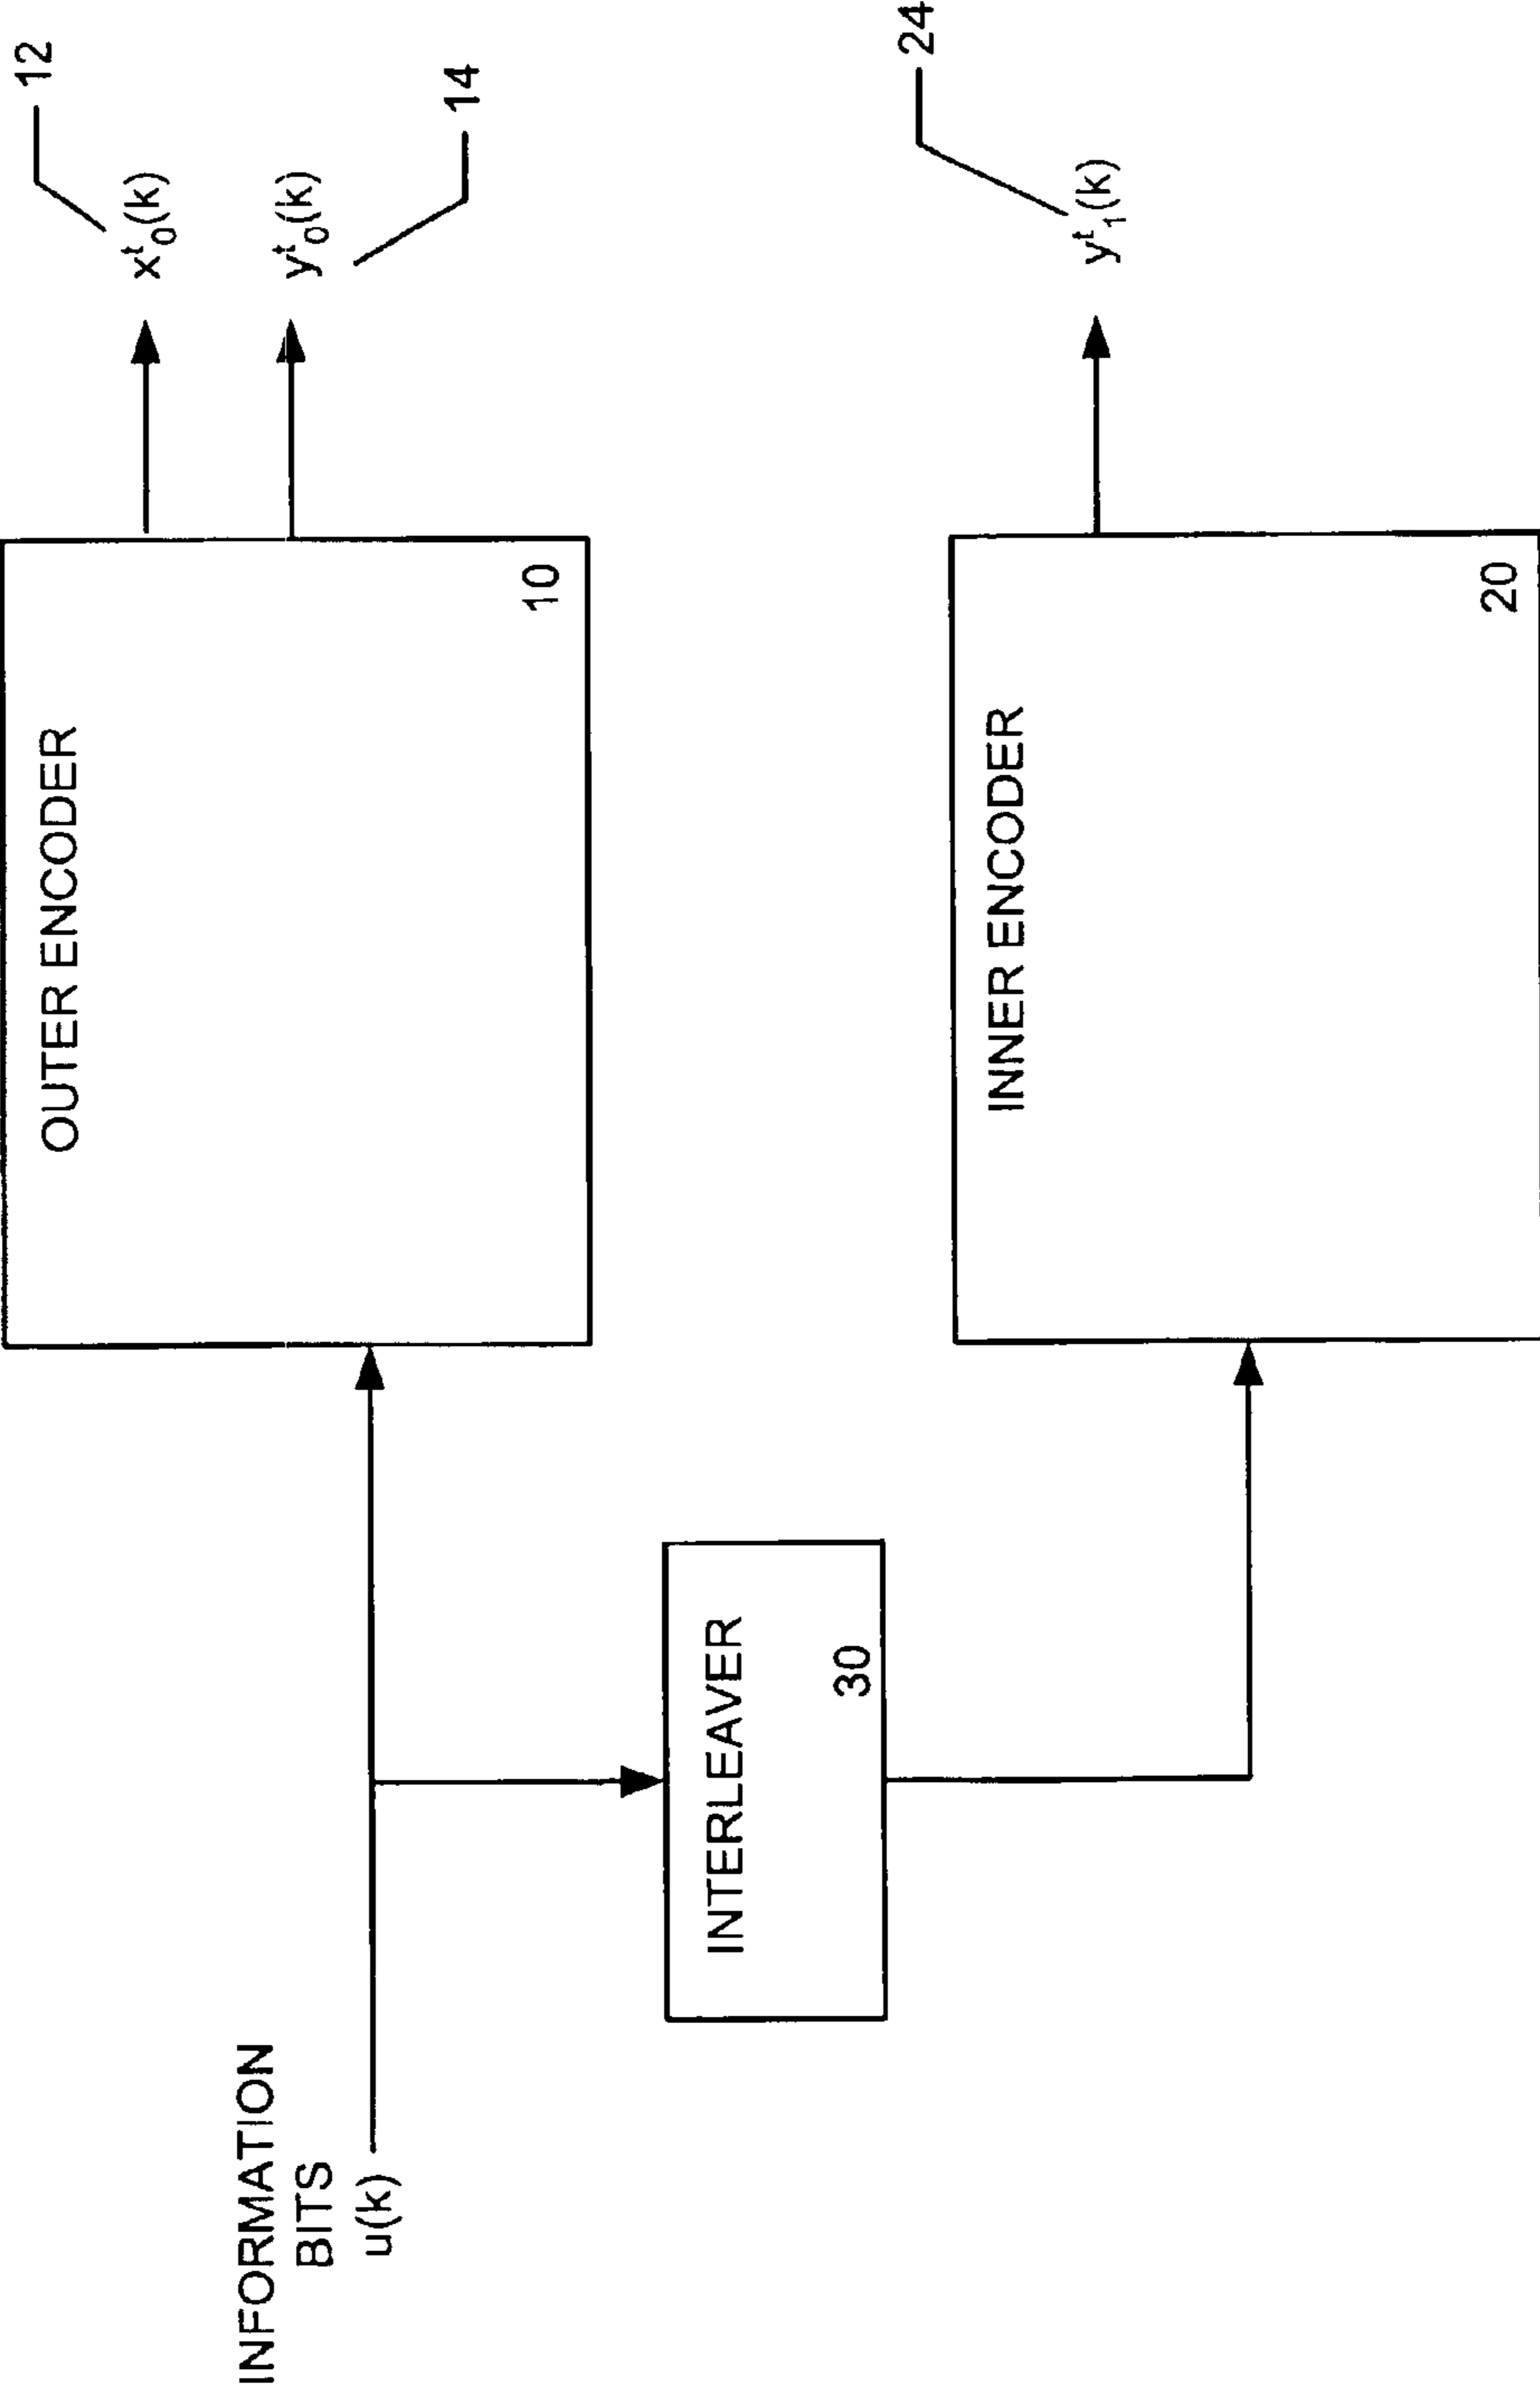 INFORMATION
BITS
u(k)
OUTER ENCODER
10
x^t_0(k)
12
y^t_0(k)
14
INTERLEAVER
30
INNER ENCODER
20
y^t_1(k)
24